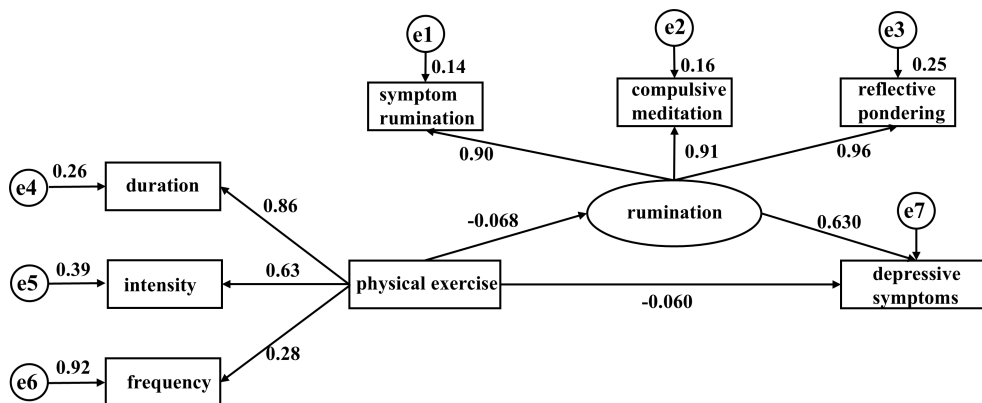 e1
e2
e3
0.14
0.16
0.25
symptom
rumination
compulsive
meditation
reflective
pondering
0.90
0.91
0.96
e4
0.26
duration
0.86
-0.068
rumination
0.630
e7
e5
0.39
intensity
0.63
physical exercise
-0.060
depressive
symptoms
e6
0.92
frequency
0.28